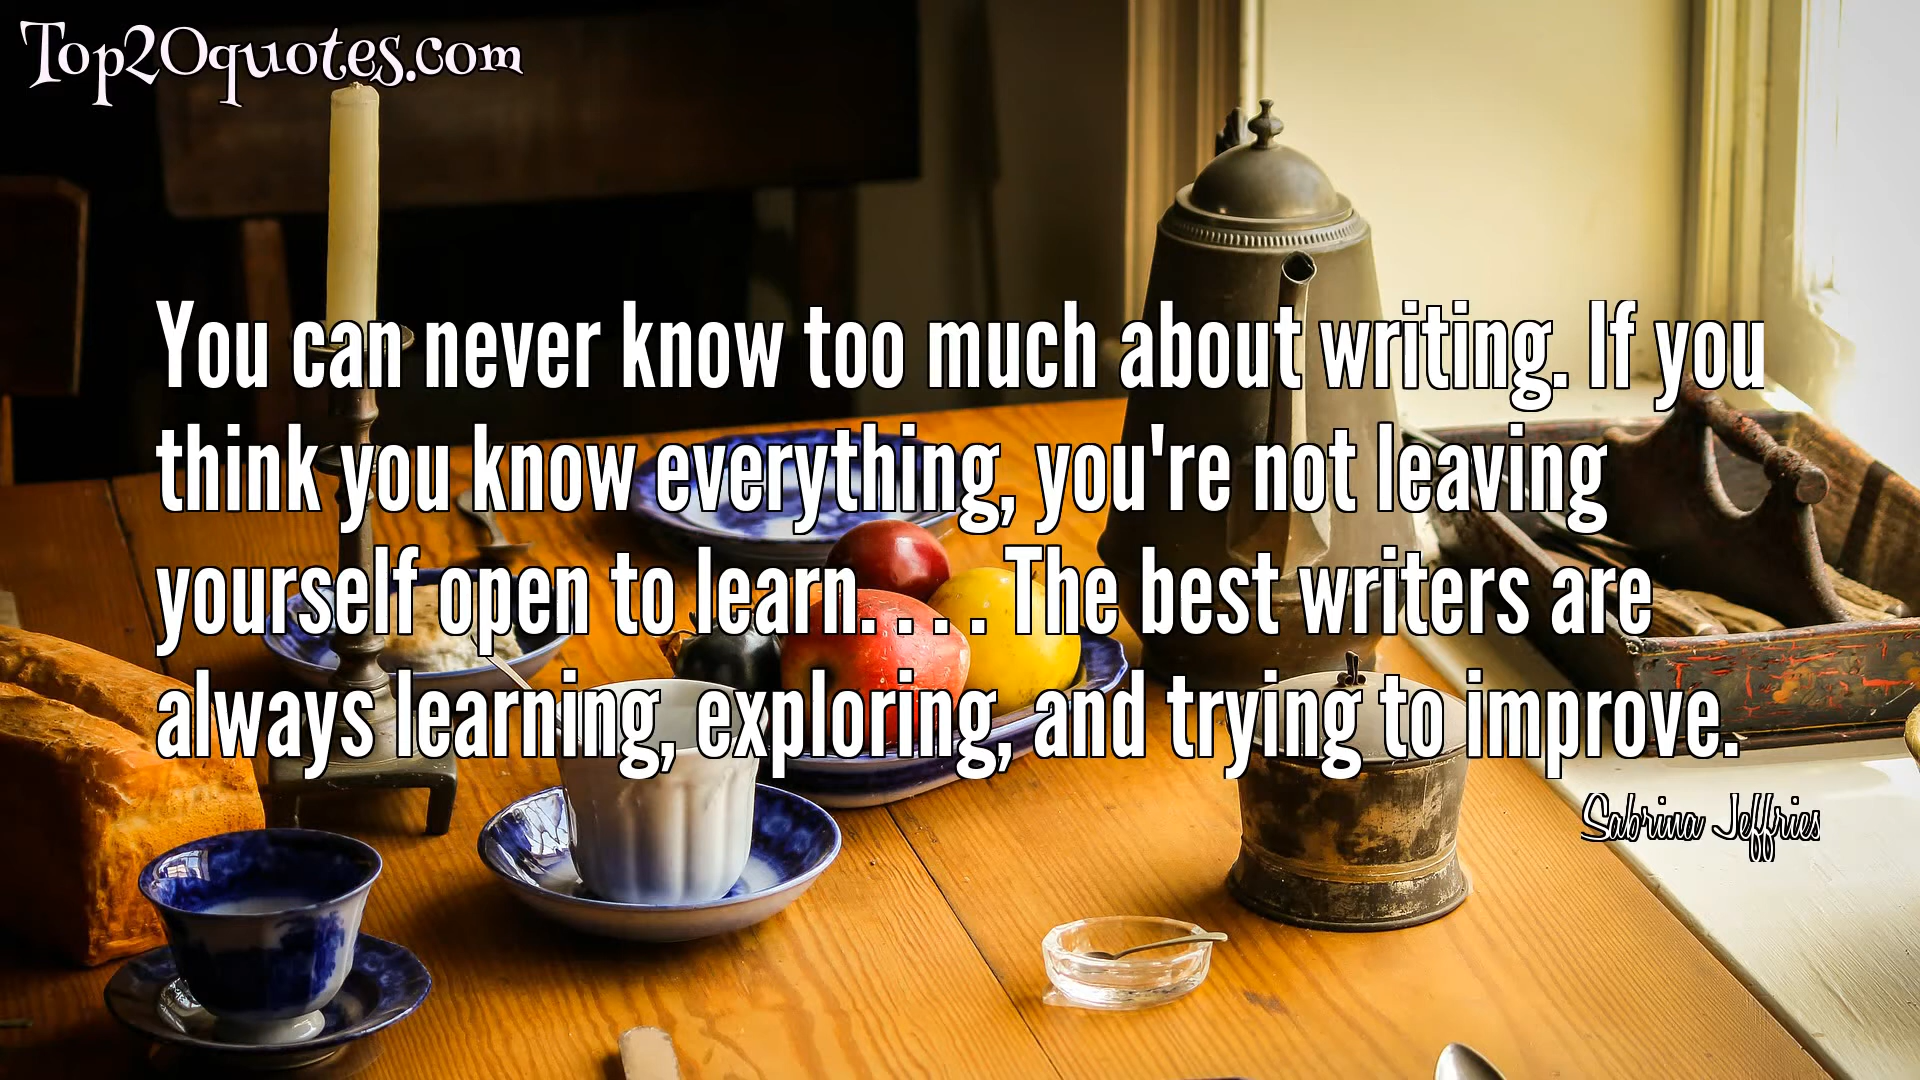 Top20quotes.com
You can never know too much about writing. If you
think you know everything, you're not leaving
yourself open to learn. . . . The best writers are
always learning, exploring, and trying to improve.
Sabrina Jeffries